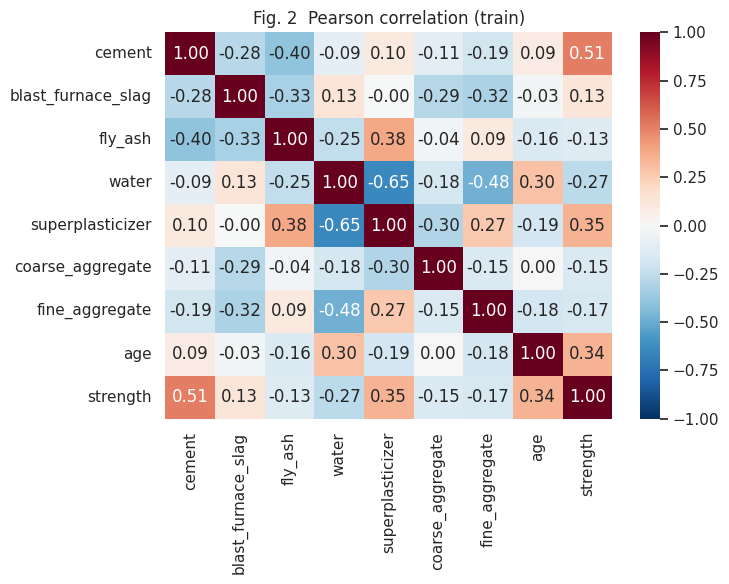 Fig. 2  Pearson correlation (train)
cement 1.00 -0.28 -0.40 -0.09 0.10 -0.11 -0.19 0.09 0.51
blast_furnace_slag -0.28 1.00 -0.33 0.13 -0.00 -0.29 -0.32 -0.03 0.13
fly_ash -0.40 -0.33 1.00 -0.25 0.38 -0.04 0.09 -0.16 -0.13
water -0.09 0.13 -0.25 1.00 -0.65 -0.18 -0.48 0.30 -0.27
superplasticizer 0.10 -0.00 0.38 -0.65 1.00 -0.30 0.27 -0.19 0.35
coarse_aggregate -0.11 -0.29 -0.04 -0.18 -0.30 1.00 -0.15 0.00 -0.15
fine_aggregate -0.19 -0.32 0.09 -0.48 0.27 -0.15 1.00 -0.18 -0.17
age 0.09 -0.03 -0.16 0.30 -0.19 0.00 -0.18 1.00 0.34
strength 0.51 0.13 -0.13 -0.27 0.35 -0.15 -0.17 0.34 1.00
cement
blast_furnace_slag
fly_ash
water
superplasticizer
coarse_aggregate
fine_aggregate
age
strength
1.00
0.75
0.50
0.25
0.00
−0.25
−0.50
−0.75
−1.00